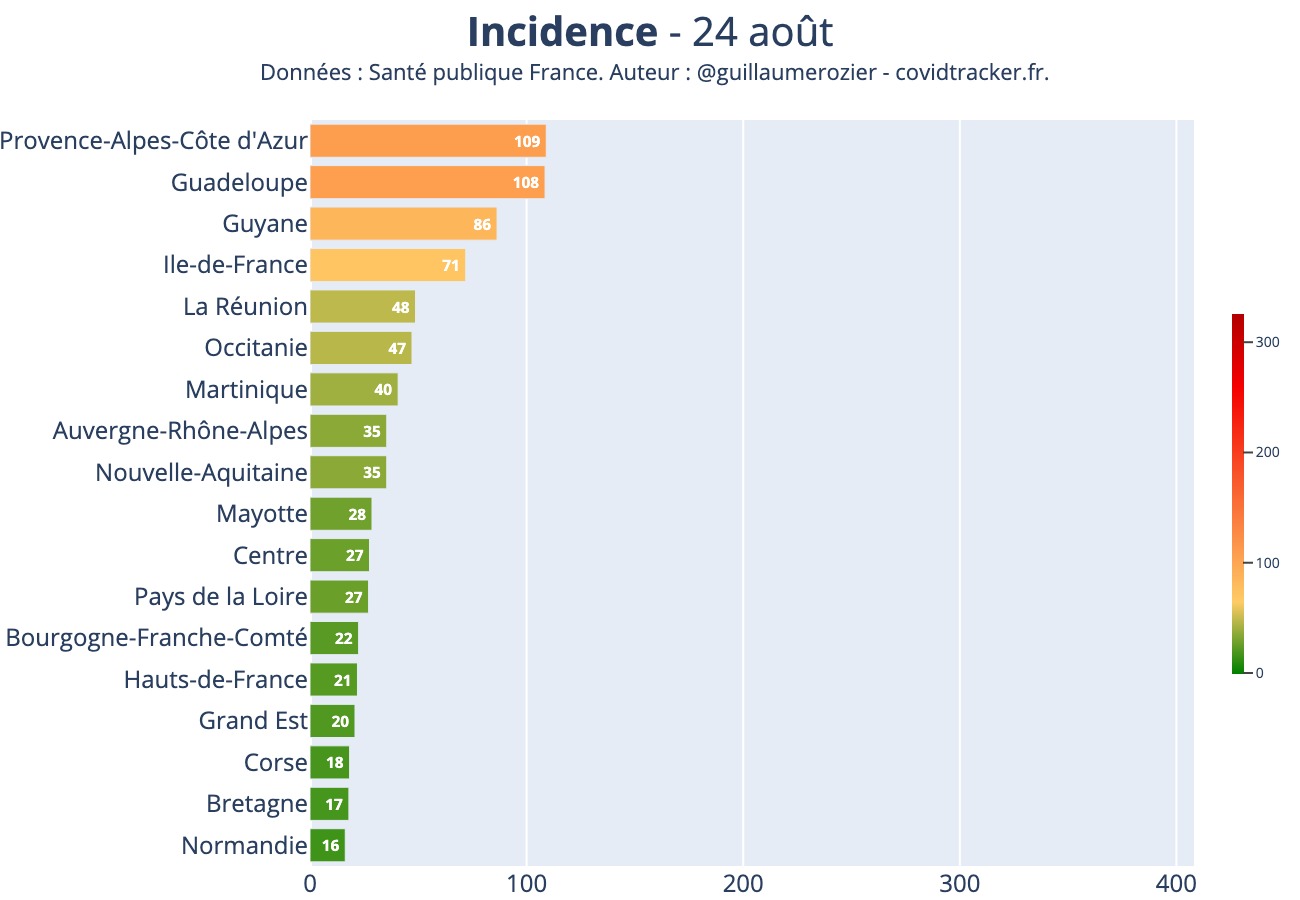 Incidence - 24 août
Données : Santé publique France. Auteur : @guillaumerozier - covidtracker.fr.
Provence-Alpes-Côte d'Azur 109
Guadeloupe 108
Guyane 86
Ile-de-France 71
La Réunion 48
Occitanie 47
Martinique 40
Auvergne-Rhône-Alpes 35
Nouvelle-Aquitaine 35
Mayotte 28
Centre 27
Pays de la Loire 27
Bourgogne-Franche-Comté 22
Hauts-de-France 21
Grand Est 20
Corse 18
Bretagne 17
Normandie 16
0 100 200 300 400
300
200
100
0